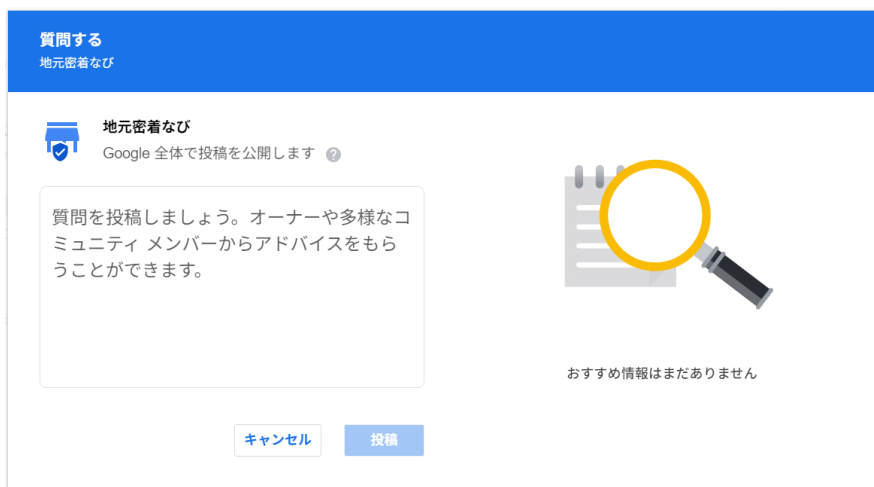 質問する
地元密着なび
地元密着なび
Google 全体で投稿を公開します ?
質問を投稿しましょう。オーナーや多様なコ
ミュニティ メンバーからアドバイスをもら
うことができます。
おすすめ情報はまだありません
キャンセル
投稿